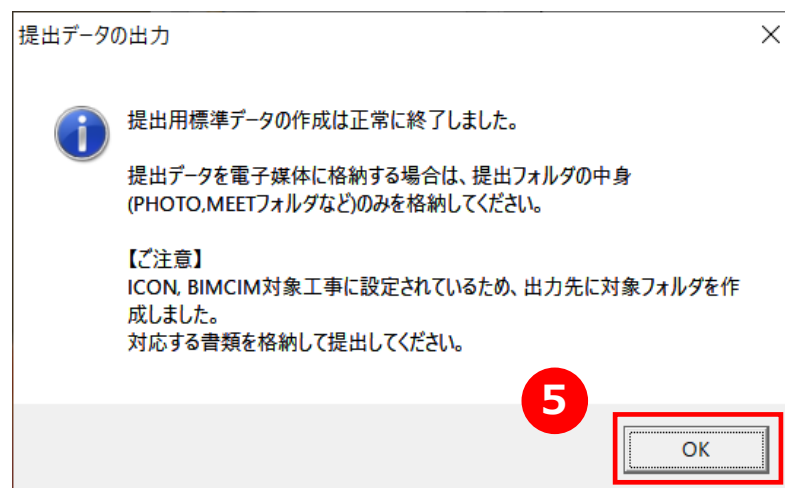 提出データの出力
提出用標準データの作成は正常に終了しました。
提出データを電子媒体に格納する場合は、提出フォルダの中身
(PHOTO,MEETフォルダなど)のみを格納してください。
【ご注意】
ICON, BIMCIM対象工事に設定されているため、出力先に対象フォルダを作
成しました。
対応する書類を格納して提出してください。
5
OK